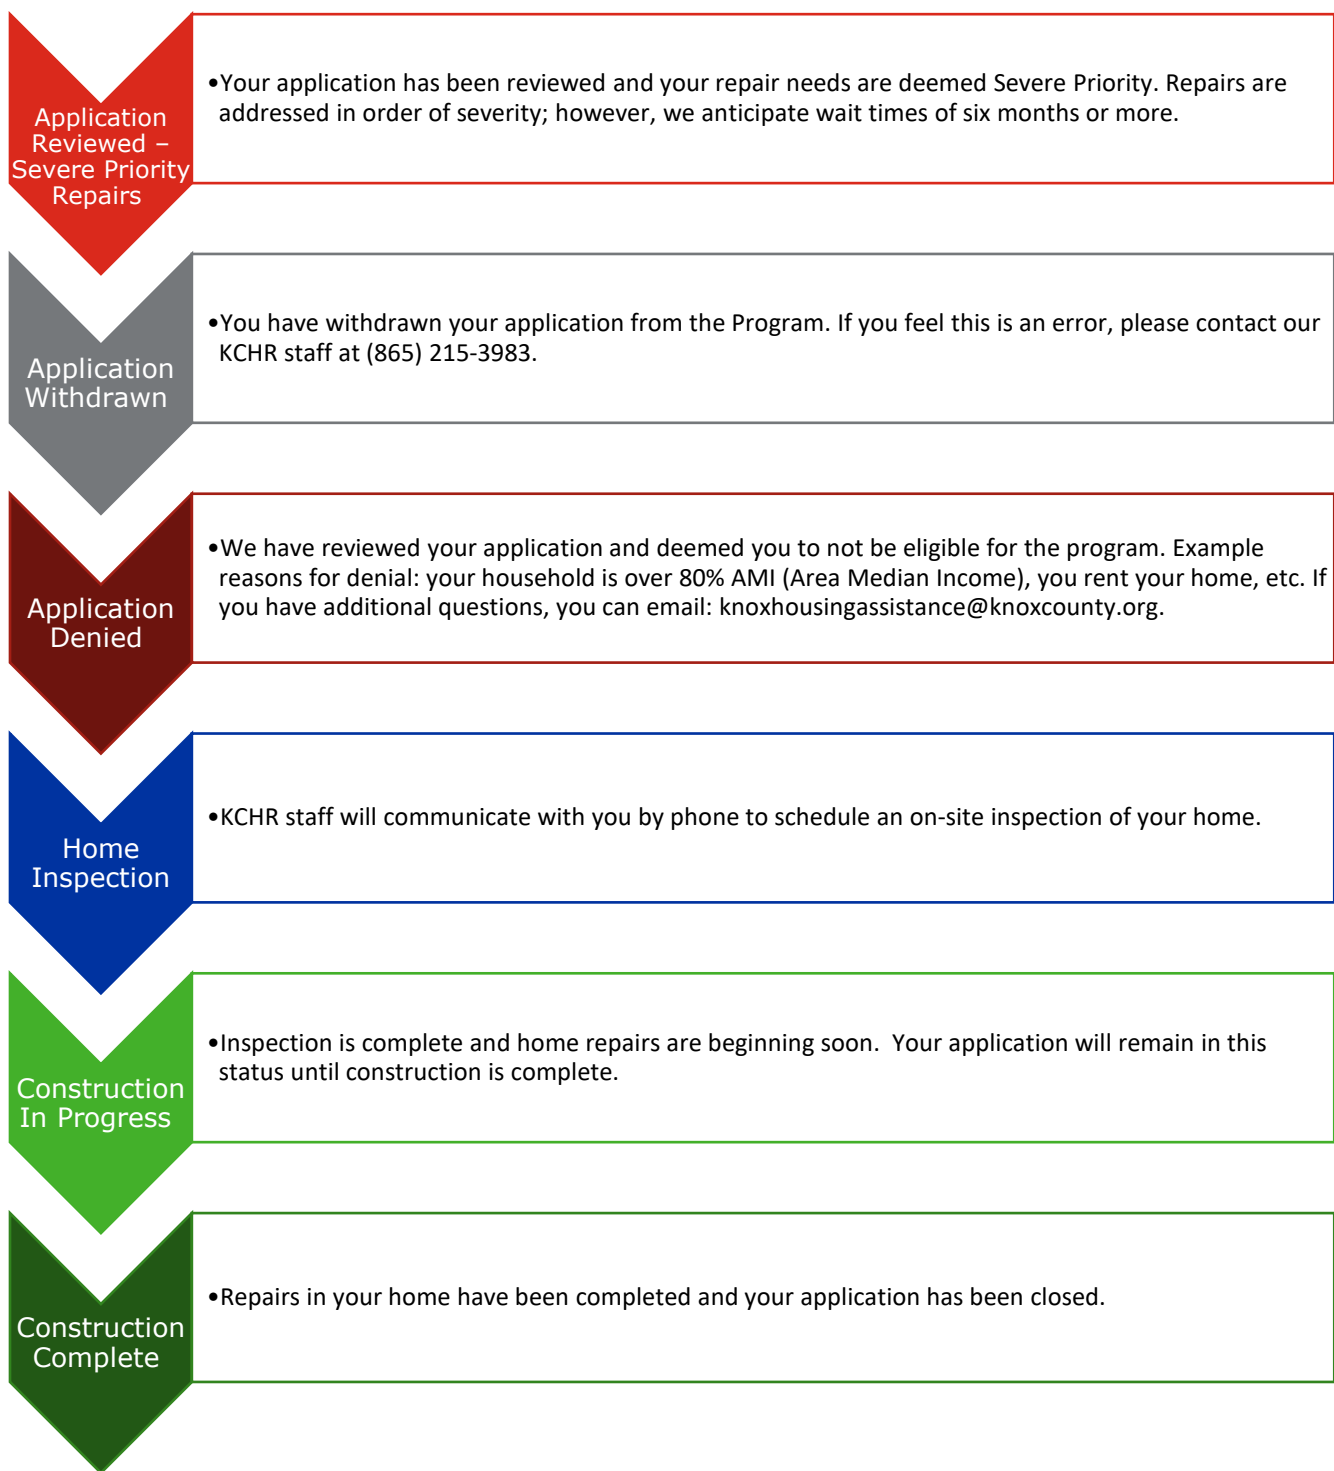 Application
Reviewed –
Severe Priority
Repairs
•Your application has been reviewed and your repair needs are deemed Severe Priority. Repairs are
addressed in order of severity; however, we anticipate wait times of six months or more.
Application
Withdrawn
•You have withdrawn your application from the Program. If you feel this is an error, please contact our
KCHR staff at (865) 215-3983.
Application
Denied
•We have reviewed your application and deemed you to not be eligible for the program. Example
reasons for denial: your household is over 80% AMI (Area Median Income), you rent your home, etc. If
you have additional questions, you can email: knoxhousingassistance@knoxcounty.org.
Home
Inspection
•KCHR staff will communicate with you by phone to schedule an on-site inspection of your home.
Construction
In Progress
•Inspection is complete and home repairs are beginning soon.  Your application will remain in this
status until construction is complete.
Construction
Complete
•Repairs in your home have been completed and your application has been closed.